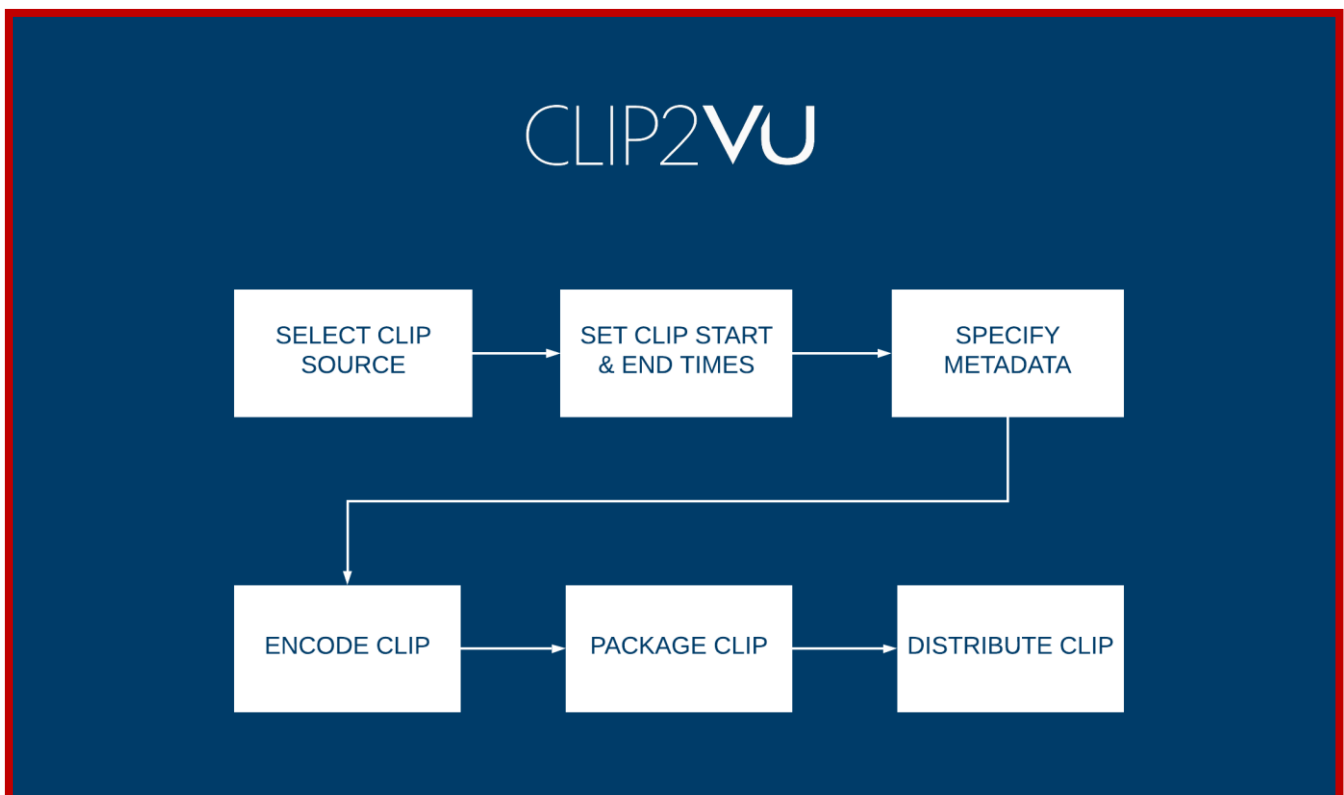 CLIP2VU
SELECT CLIP
SOURCE
SET CLIP START
& END TIMES
SPECIFY
METADATA
ENCODE CLIP
PACKAGE CLIP
DISTRIBUTE CLIP